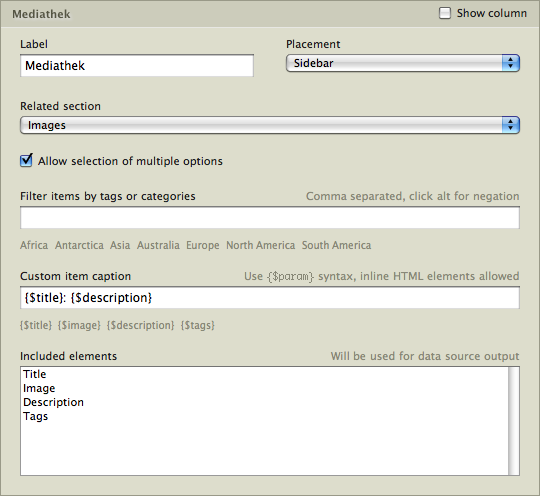 Mediathek Show column
Label Placement
Mediathek Sidebar
Related section
Images
Allow selection of multiple options
Filter items by tags or categories Comma separated, click alt for negation
Africa Antarctica Asia Australia Europe North America South America
Custom item caption Use {$param} syntax, inline HTML elements allowed
{$title}: {$description}
{$title} {$image} {$description} {$tags}
Included elements Will be used for data source output
Title
Image
Description
Tags